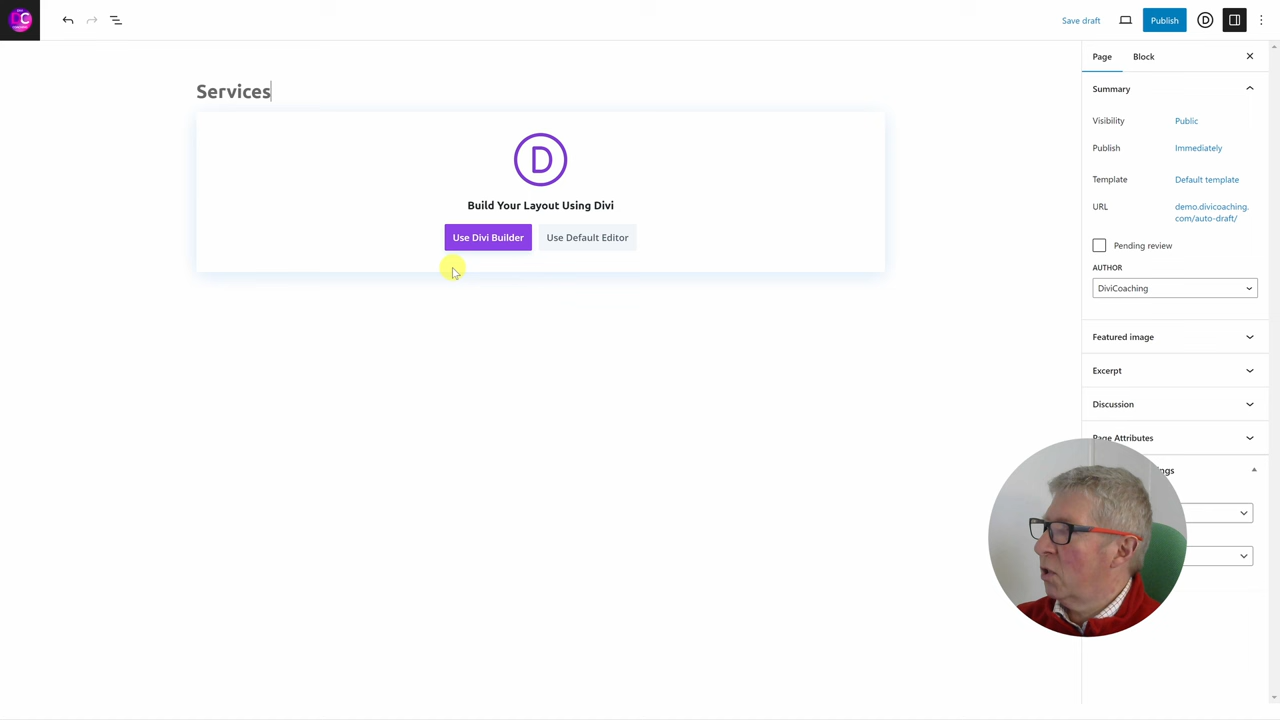 DC
Save draft
Publish
D
Page
Block
Services
Summary
Visibility
Public
Publish
Immediately
Template
Default template
URL
demo.divicoaching.
com/auto-draft/
Pending review
AUTHOR
DiviCoaching
D
Build Your Layout Using Divi
Use Divi Builder
Use Default Editor
Featured image
Excerpt
Discussion
Page Attributes
ngs